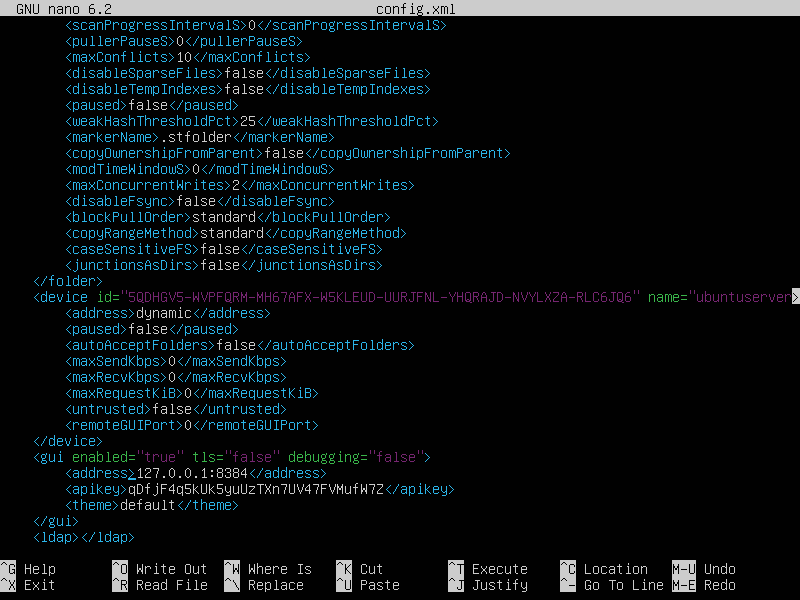 GNU nano 6.2 config.xml
<scanProgressIntervalS>0</scanProgressIntervalS>
<pullerPauseS>0</pullerPauseS>
<maxConflicts>10</maxConflicts>
<disableSparseFiles>false</disableSparseFiles>
<disableTempIndexes>false</disableTempIndexes>
<paused>false</paused>
<weakHashThresholdPct>25</weakHashThresholdPct>
<markerName>.stfolder</markerName>
<copyOwnershipFromParent>false</copyOwnershipFromParent>
<modTimeWindowS>0</modTimeWindowS>
<maxConcurrentWrites>2</maxConcurrentWrites>
<disableFsync>false</disableFsync>
<blockPullOrder>standard</blockPullOrder>
<copyRangeMethod>standard</copyRangeMethod>
<caseSensitiveFS>false</caseSensitiveFS>
<junctionsAsDirs>false</junctionsAsDirs>
</folder>
<device id="5QDHGV5-WVPFQRM-MH67AFX-W5KLEUD-UURJFNL-YHQRAJD-NVYLXZA-RLC6JQ6" name="ubuntuserver>
<address>dynamic</address>
<paused>false</paused>
<autoAcceptFolders>false</autoAcceptFolders>
<maxSendKbps>0</maxSendKbps>
<maxRecvKbps>0</maxRecvKbps>
<maxRequestKiB>0</maxRequestKiB>
<untrusted>false</untrusted>
<remoteGUIPort>0</remoteGUIPort>
</device>
<gui enabled="true" tls="false" debugging="false">
<address>127.0.0.1:8384</address>
<apikey>qDfjF4q5kUk5yuUzTXn7UV47FVMufW7Z</apikey>
<theme>default</theme>
</gui>
<ldap></ldap>
^G Help ^O Write Out ^W Where Is ^K Cut ^T Execute ^C Location M-U Undo
^X Exit ^R Read File ^\ Replace ^U Paste ^J Justify ^- Go To Line M-E Redo